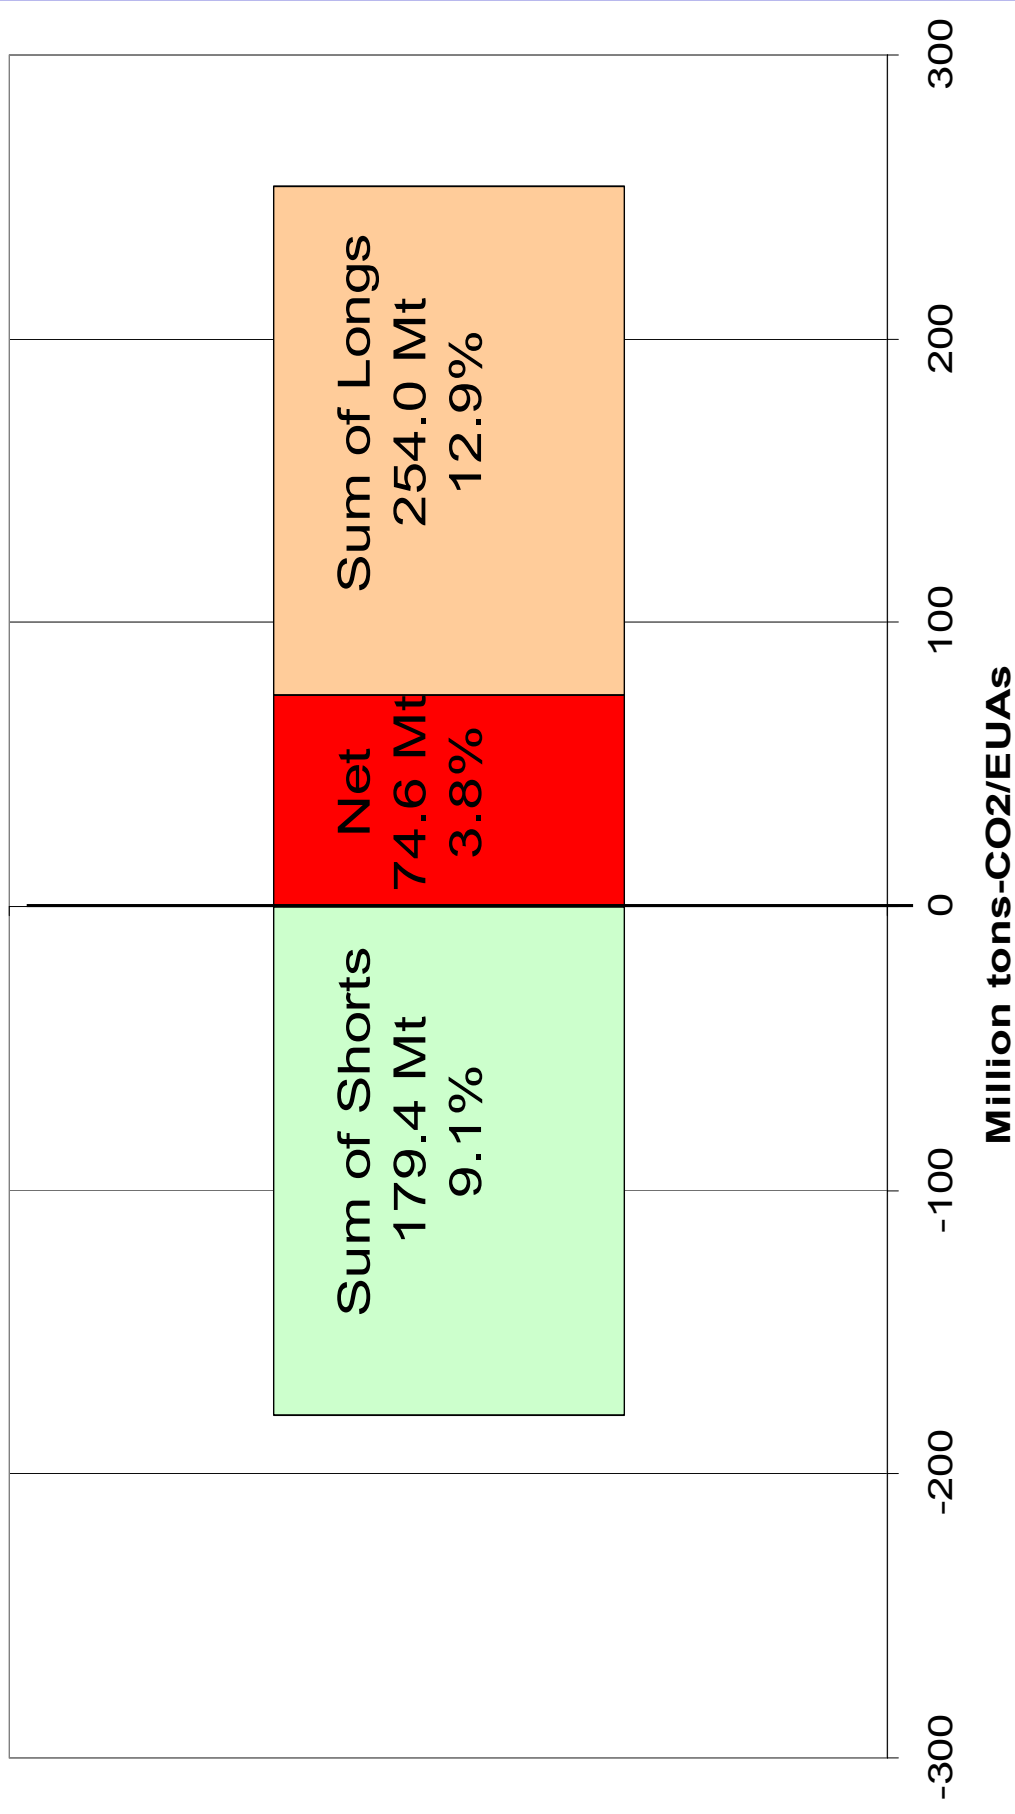 Sum of Shorts
179.4 Mt
9.1%
Net
74.6 Mt
3.8%
Sum of Longs
254.0 Mt
12.9%
-300
-200
-100
0
100
200
300
Million tons-CO2/EUAs